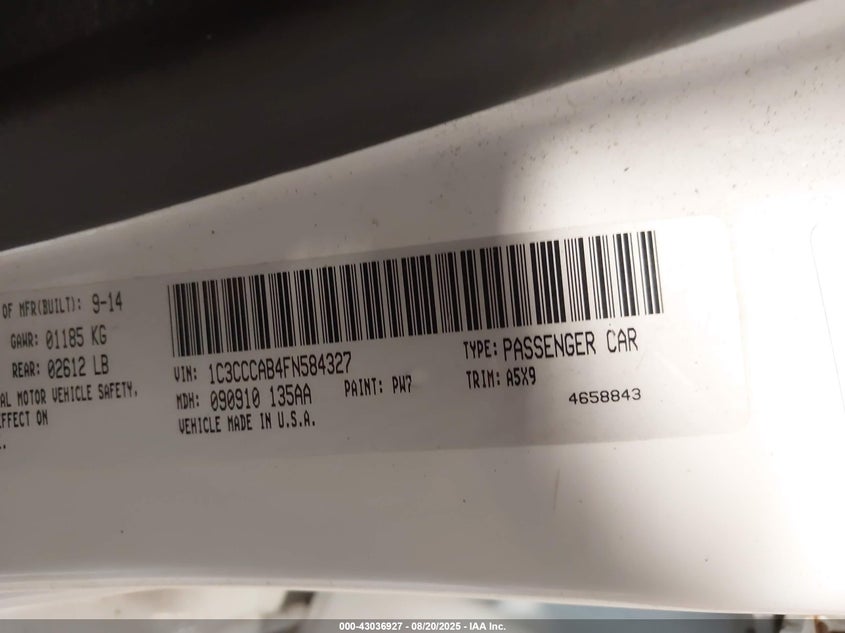 OF MFR(BUILT): 9-14
GAWR: 01185 KG
REAR: 02612 LB
AL MOTOR VEHICLE SAFETY,
EFFECT ON
VIN: 1C3CCCAB4FN584327
TYPE: PASSENGER CAR
MDH: 090910 135AA
PAINT: PW7
TRIM: A5X9
VEHICLE MADE IN U.S.A.
4658843
000-43036927 - 08/20/2025 - IAA Inc.